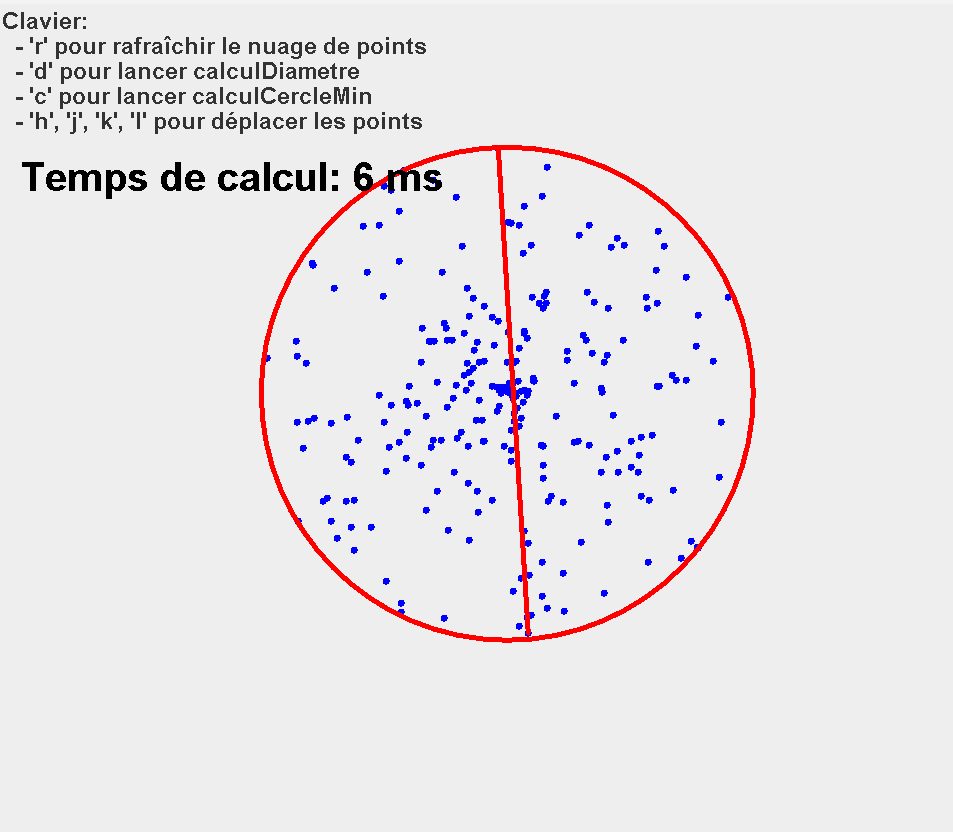 Clavier:
- 'r' pour rafraîchir le nuage de points
- 'd' pour lancer calculDiametre
- 'c' pour lancer calculCercleMin
- 'h', 'j', 'k', 'l' pour déplacer les points
Temps de calcul: 6 ms